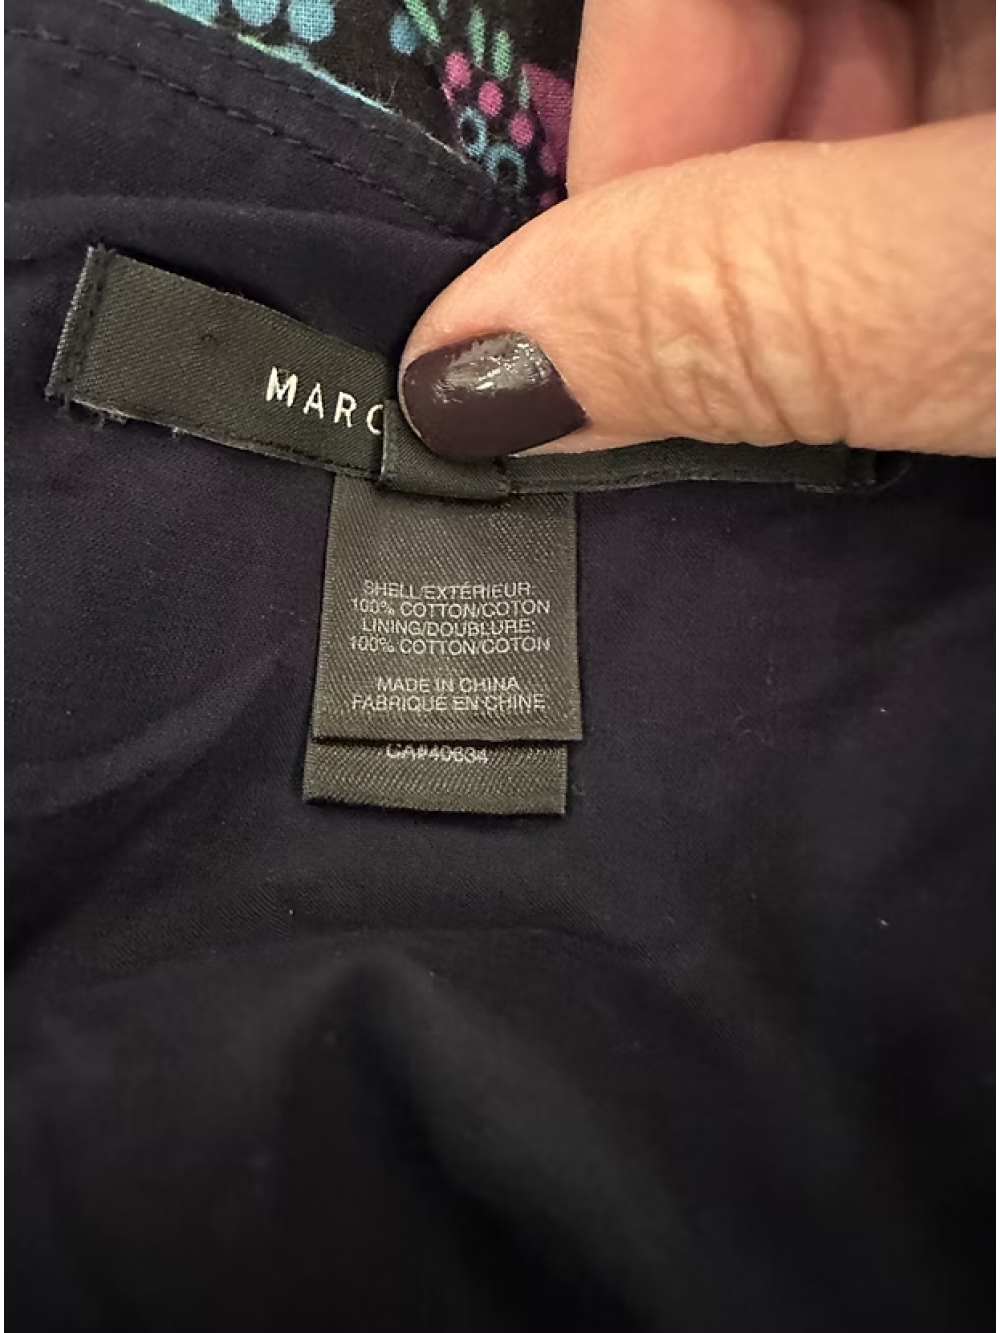 MARC
SHELL/EXTÉRIEUR:
100% COTTON/COTON
LINING/DOUBLURE:
100% COTTON/COTON
MADE IN CHINA
FABRIQUÉ EN CHINE
CA#40634